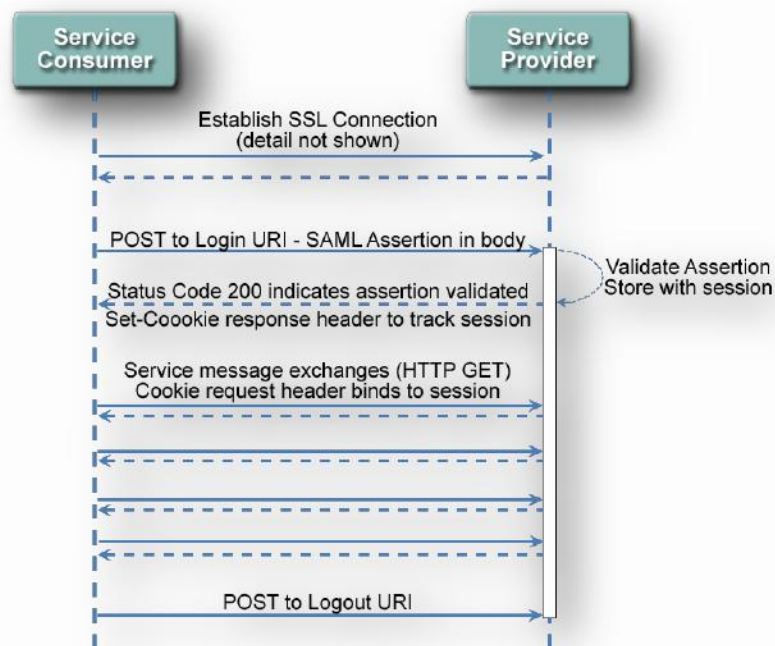 Service
Consumer
Service
Provider
Establish SSL Connection
(detail not shown)
POST to Login URI - SAML Assertion in body
Validate Assertion
Store with session
Status Code 200 indicates assertion validated
Set-Coookie response header to track session
Service message exchanges (HTTP GET)
Cookie request header binds to session
POST to Logout URI